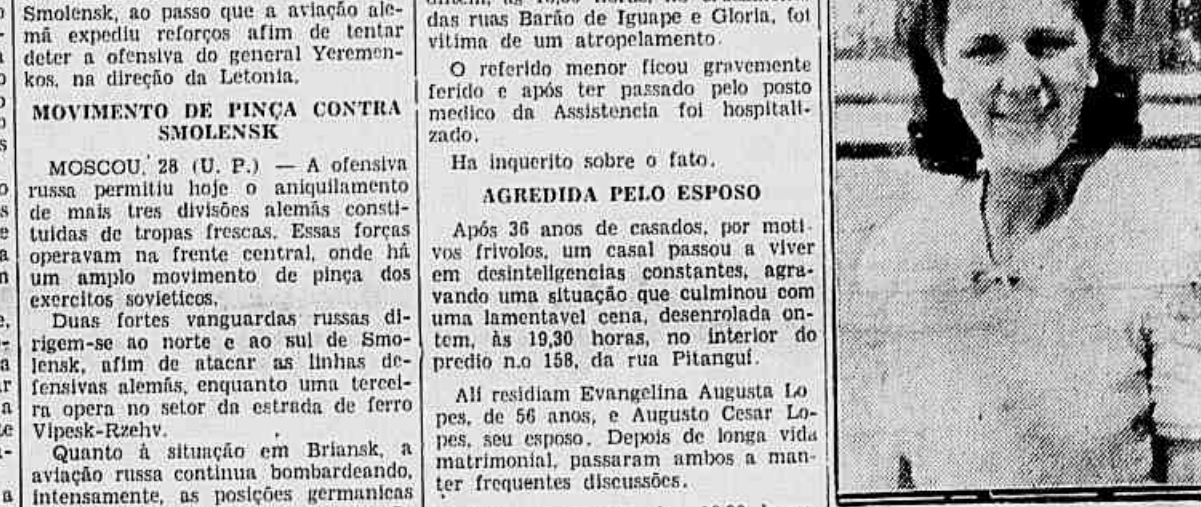 Smolensk, ao passo que a aviação ale-
mã expediu reforços afim de tentar
deter a ofensiva do general Yeremen-
kos, na direção da Letonia.
MOVIMENTO DE PINÇA CONTRA
SMOLENSK
MOSCOU, 28 (U. P.) — A ofensiva
russa permitiu hoje o aniquilamento
de mais tres divisões alemãs consti-
tuidas de tropas frescas. Essas forças
operavam na frente central, onde há
um amplo movimento de pinça dos
exercitos sovieticos.
Duas fortes vanguardas russas di-
rigem-se ao norte e ao sul de Smo-
lensk, afim de atacar as linhas de-
fensivas alemãs, enquanto uma tercei-
ra opera no setor da estrada de ferro
Vipesk-Rzehv.
Quanto à situação em Briansk, a
aviação russa continua bombardeando,
intensamente, as posições germanicas
das ruas Barão de Iguape e Gloria, foi
vitima de um atropelamento.
O referido menor ficou gravemente
ferido e após ter passado pelo posto
medico da Assistencia foi hospitali-
zado.
Ha inquerito sobre o fato.
AGREDIDA PELO ESPOSO
Após 36 anos de casados, por moti-
vos frivolos, um casal passou a viver
em desinteligencias constantes, agra-
vando uma situação que culminou com
uma lamentavel cena, desenrolada on-
tem, às 19,30 horas, no interior do
predio n.o 158, da rua Pitanguí.
Ali residiam Evangelina Augusta Lo
pes, de 56 anos, e Augusto Cesar Lo-
pes, seu esposo. Depois de longa vida
matrimonial, passaram ambos a man-
ter frequentes discussões.